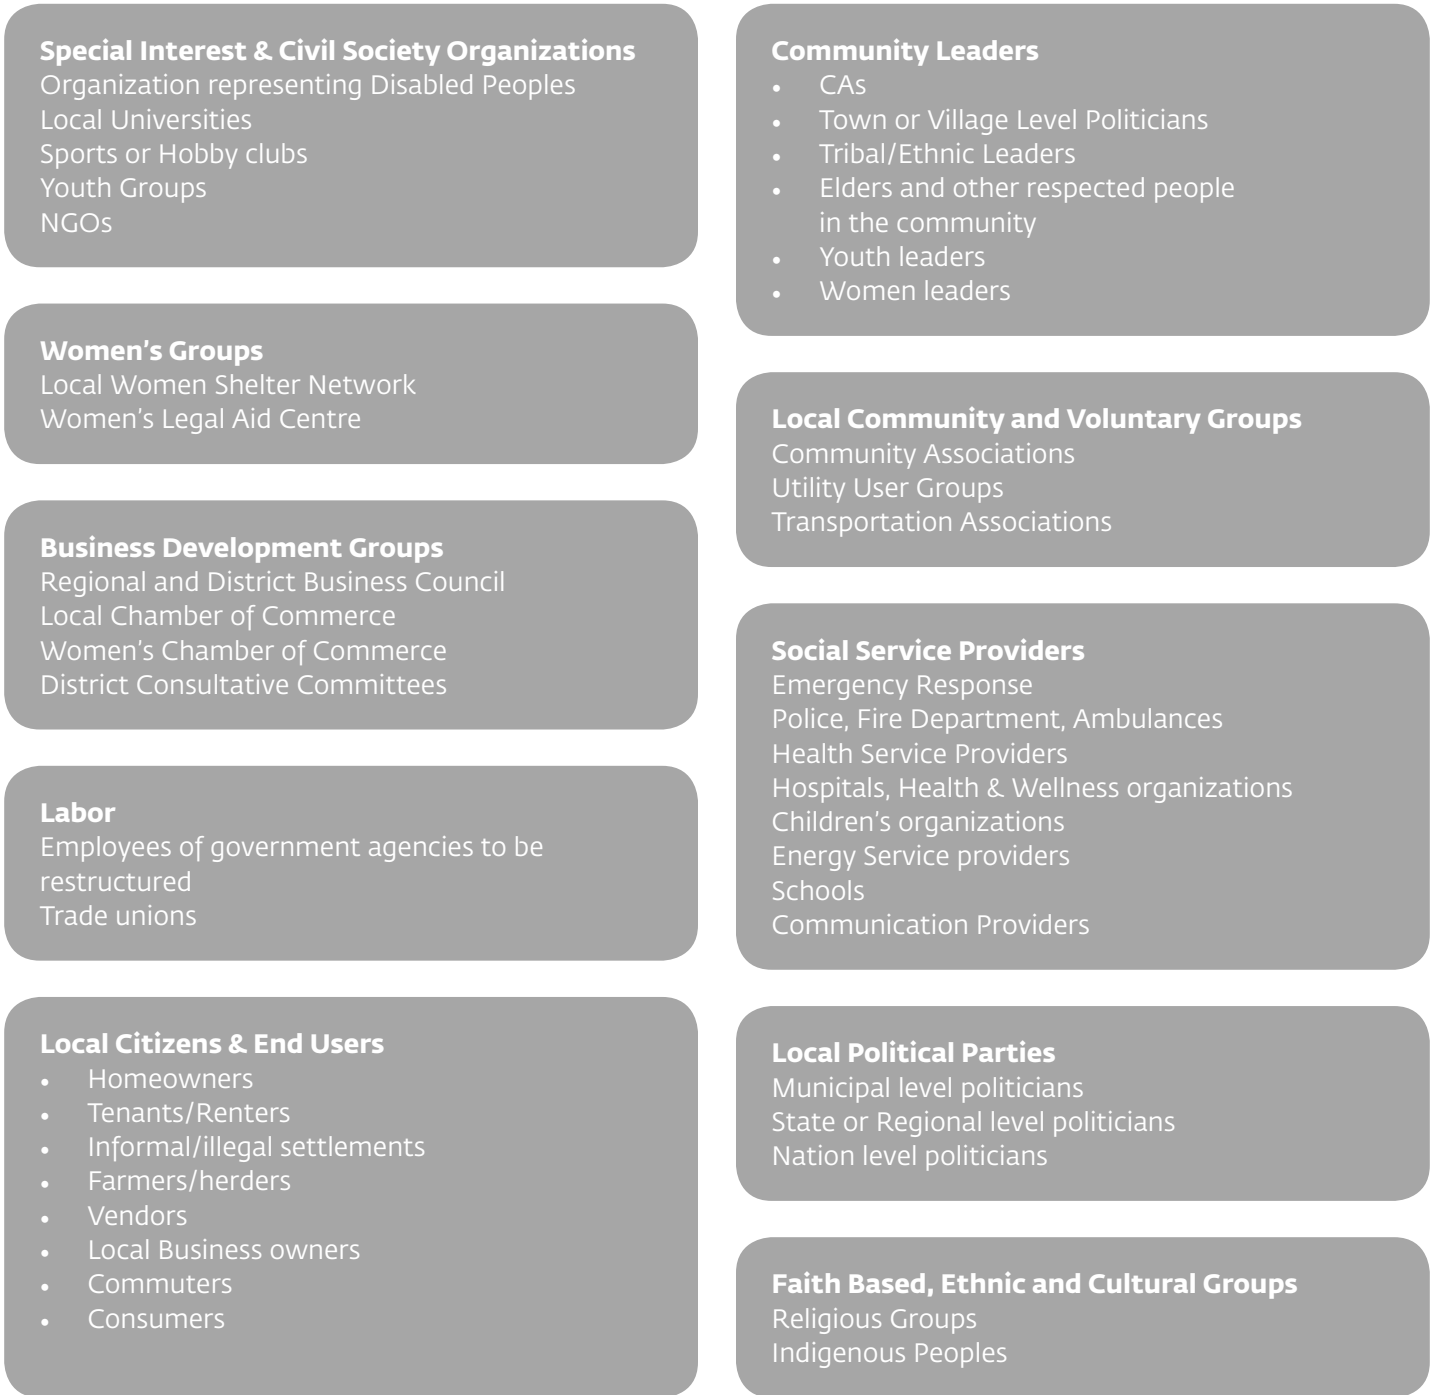 Special Interest & Civil Society Organizations
Organization representing Disabled Peoples
Local Universities
Sports or Hobby clubs
Youth Groups
NGOs
Women's Groups
Local Women Shelter Network
Women's Legal Aid Centre
Business Development Groups
Regional and District Business Council
Local Chamber of Commerce
Women's Chamber of Commerce
District Consultative Committees
Labor
Employees of government agencies to be
restructured
Trade unions
Local Citizens & End Users
• Homeowners
• Tenants/Renters
• Informal/illegal settlements
• Farmers/herders
• Vendors
• Local Business owners
• Commuters
• Consumers
Community Leaders
• CAs
• Town or Village Level Politicians
• Tribal/Ethnic Leaders
• Elders and other respected people
in the community
• Youth leaders
• Women leaders
Local Community and Voluntary Groups
Community Associations
Utility User Groups
Transportation Associations
Social Service Providers
Emergency Response
Police, Fire Department, Ambulances
Health Service Providers
Hospitals, Health & Wellness organizations
Children's organizations
Energy Service providers
Schools
Communication Providers
Local Political Parties
Municipal level politicians
State or Regional level politicians
Nation level politicians
Faith Based, Ethnic and Cultural Groups
Religious Groups
Indigenous Peoples